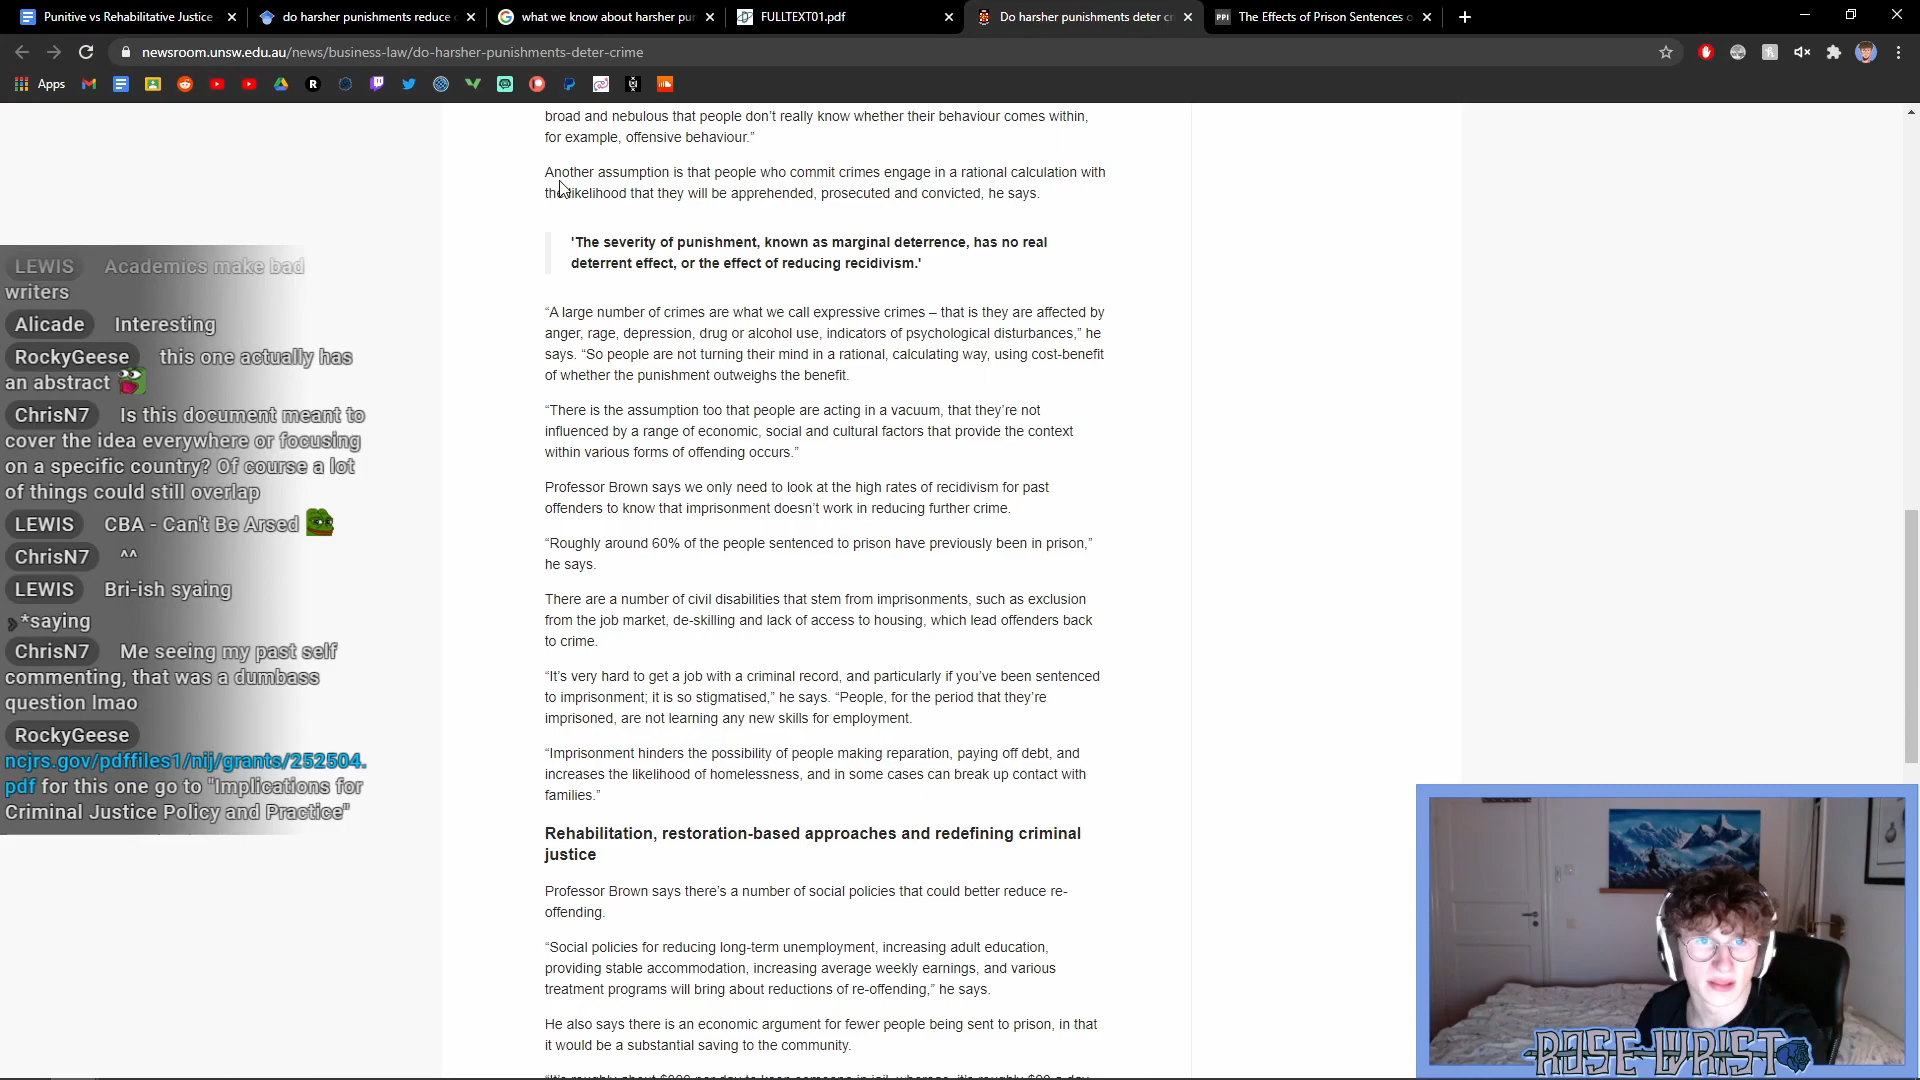 Punitive vs Rehabilitative Justice
do harsher punishments reduce c
what we know about harsher pun
FULLTEXT01.pdf
Do harsher punishments deter cr
PPI The Effects of Prison Sentences o
newsroom.unsw.edu.au/news/business-law/do-harsher-punishments-deter-crime
Apps
broad and nebulous that people don't really know whether their behaviour comes within,
for example, offensive behaviour.”
Another assumption is that people who commit crimes engage in a rational calculation with
the likelihood that they will be apprehended, prosecuted and convicted, he says.
'The severity of punishment, known as marginal deterrence, has no real
deterrent effect, or the effect of reducing recidivism.'
“A large number of crimes are what we call expressive crimes – that is they are affected by
anger, rage, depression, drug or alcohol use, indicators of psychological disturbances,” he
says. “So people are not turning their mind in a rational, calculating way, using cost-benefit
of whether the punishment outweighs the benefit.
“There is the assumption too that people are acting in a vacuum, that they're not
influenced by a range of economic, social and cultural factors that provide the context
within various forms of offending occurs.”
Professor Brown says we only need to look at the high rates of recidivism for past
offenders to know that imprisonment doesn't work in reducing further crime.
“Roughly around 60% of the people sentenced to prison have previously been in prison,”
he says.
There are a number of civil disabilities that stem from imprisonments, such as exclusion
from the job market, de-skilling and lack of access to housing, which lead offenders back
to crime.
“It's very hard to get a job with a criminal record, and particularly if you've been sentenced
to imprisonment; it is so stigmatised,” he says. “People, for the period that they're
imprisoned, are not learning any new skills for employment.
“Imprisonment hinders the possibility of people making reparation, paying off debt, and
increases the likelihood of homelessness, and in some cases can break up contact with
families.”
Rehabilitation, restoration-based approaches and redefining criminal
justice
Professor Brown says there's a number of social policies that could better reduce re-
offending.
“Social policies for reducing long-term unemployment, increasing adult education,
providing stable accommodation, increasing average weekly earnings, and various
treatment programs will bring about reductions of re-offending,” he says.
He also says there is an economic argument for fewer people being sent to prison, in that
it would be a substantial saving to the community.
LEWIS Academics make bad
writers
Alicade Interesting
RockyGeese this one actually has
an abstract
ChrisN7 Is this document meant to
cover the idea everywhere or focusing
on a specific country? Of course a lot
of things could still overlap
LEWIS CBA - Can't Be Arsed
ChrisN7 ^^
LEWIS Bri-ish syaing
*saying
ChrisN7 Me seeing my past self
commenting, that was a dumbass
question lmao
RockyGeese
ncjrs.gov/pdffiles1/nij/grants/252504.
pdf for this one go to "Implications for
Criminal Justice Policy and Practice"
ROSE WRIST